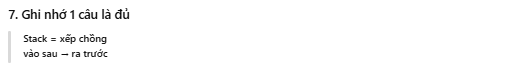 7. Ghi nhớ 1 câu là đủ
Stack = xếp chồng
vào sau → ra trước